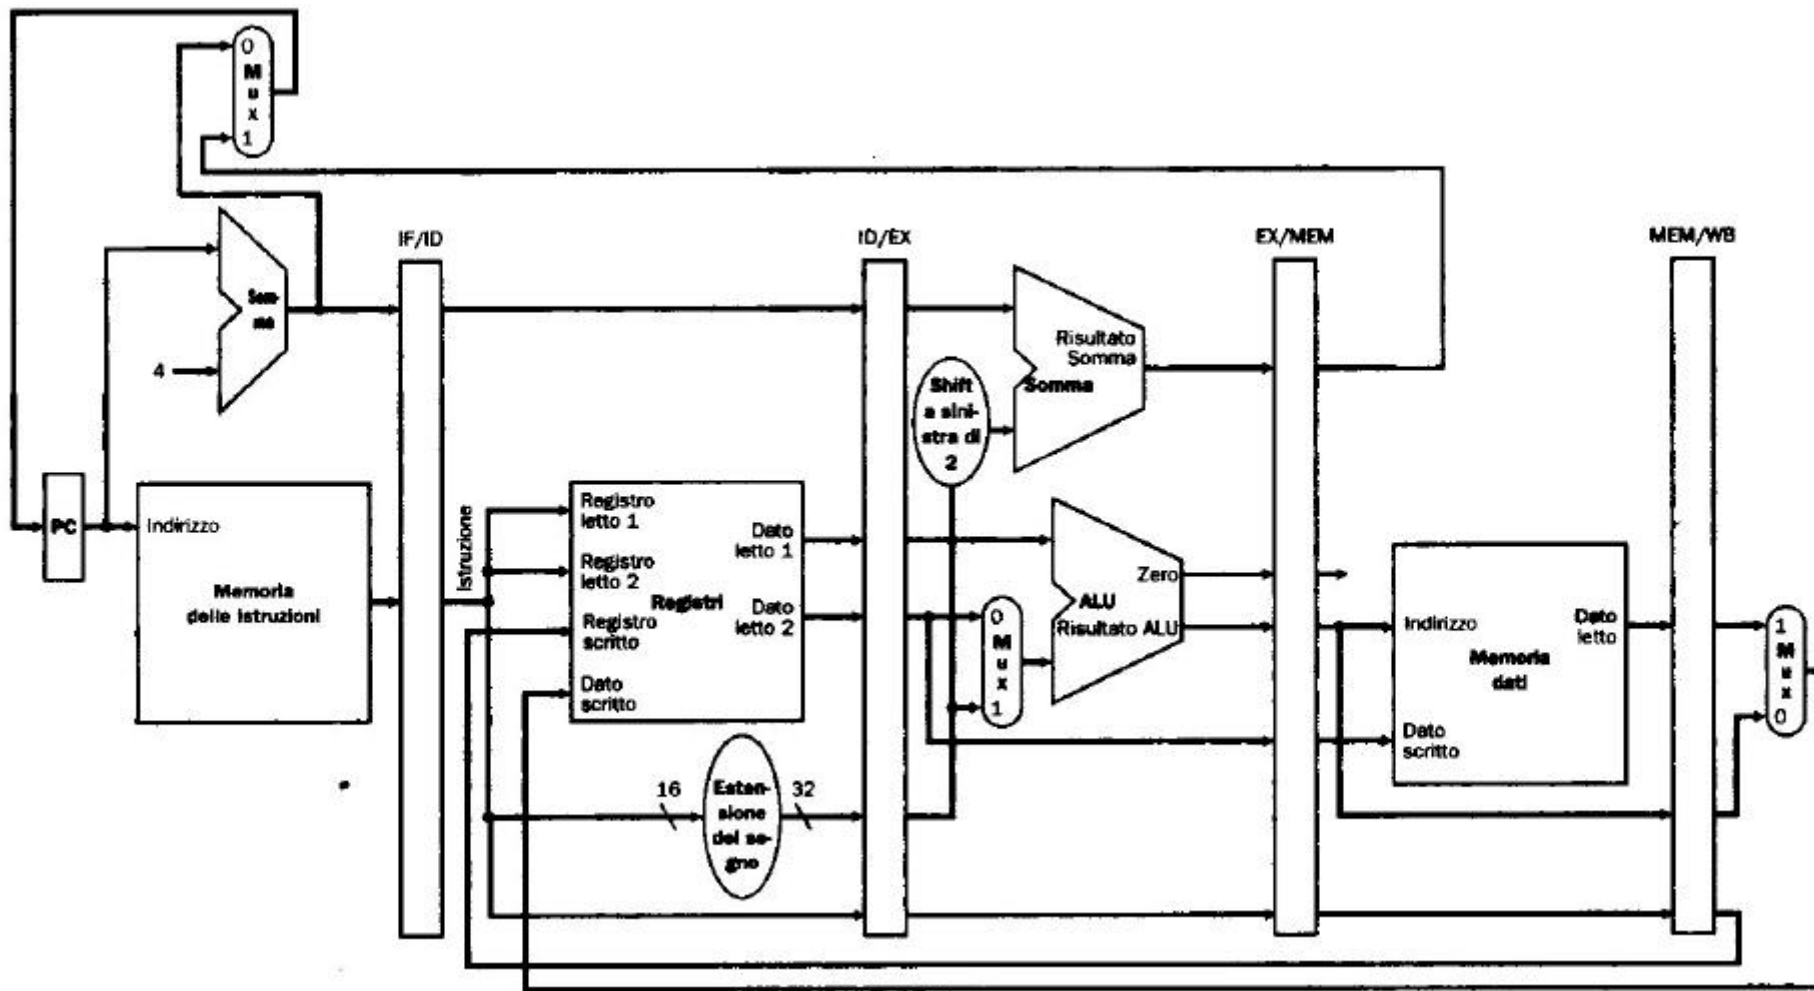 0
M
u
x
1
IF/ID
ID/EX
EX/MEM
MEM/WB
Som-
ma
4
Risultato
Somma
Somma
Shift
a sini-
stra di
2
PC
Indirizzo
Memoria
delle istruzioni
Istruzione
Registro
letto 1
Registro
letto 2
Registro
scritto
Dato
scritto
Registri
Dato
letto 1
Dato
letto 2
0
M
u
x
1
Zero
ALU
Risultato ALU
Indirizzo
Dato
letto
Memoria
dati
Dato
scritto
1
M
u
x
0
16
Esten-
sione
del se-
gno
32